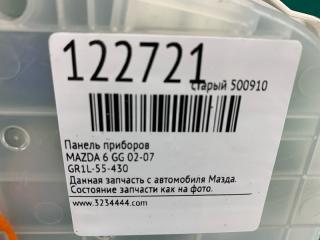 122721
старый 500910
Панель приборов
MAZDA 6 GG 02-07
GR1L-55-430
Данная запчасть с автомобиля Мазда.
Состояние запчасти как на фото.
www.3234444.com